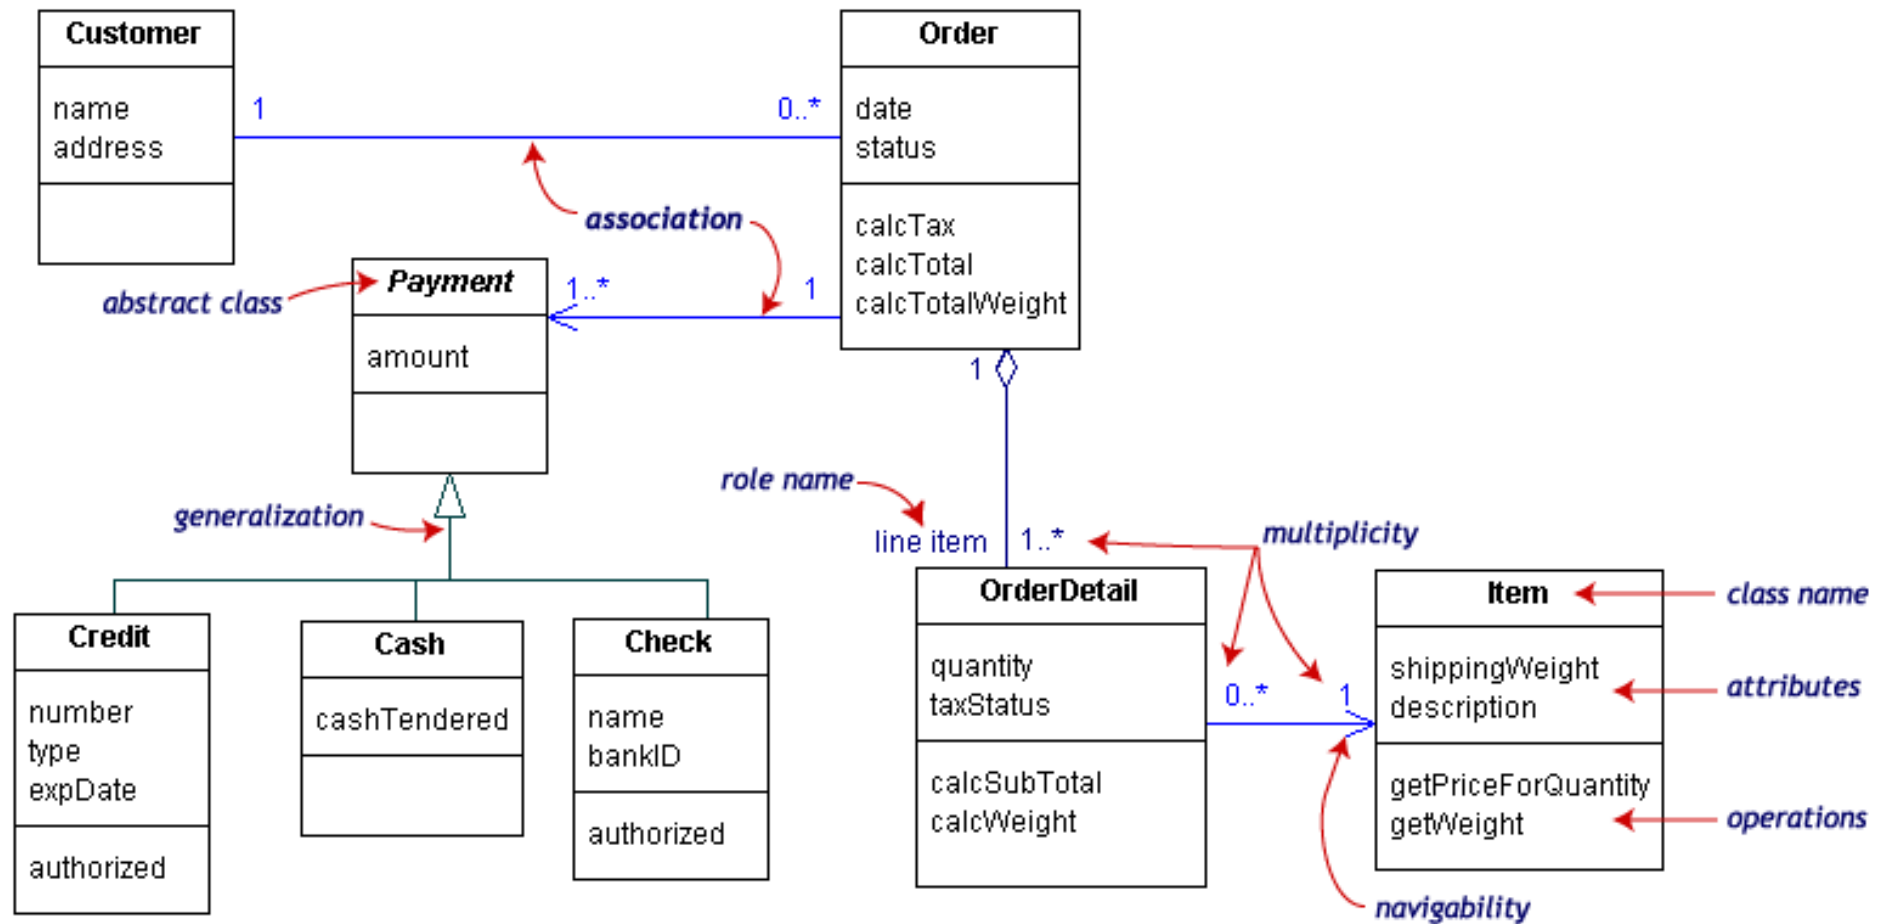 Customer
name
address
1
0..*
Order
date
status
calcTax
calcTotal
calcTotalWeight
association
abstract class
Payment
amount
1..*
1
1
generalization
role name
line item
1..*
multiplicity
Credit
number
type
expDate
authorized
Cash
cashTendered
Check
name
bankID
authorized
OrderDetail
quantity
taxStatus
calcSubTotal
calcWeight
0..*
1
Item
shippingWeight
description
getPriceForQuantity
getWeight
class name
attributes
operations
navigability